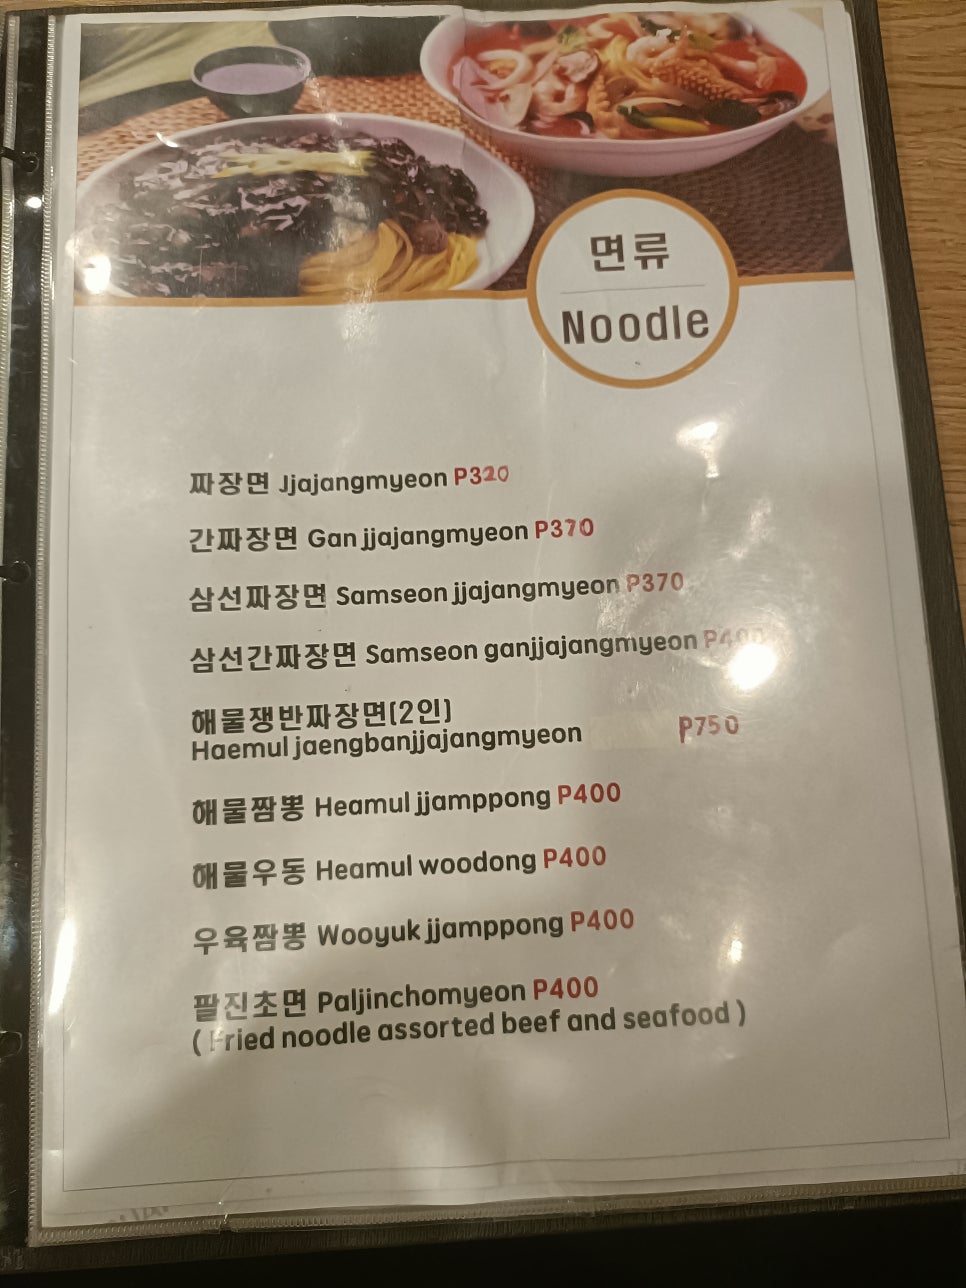 면류
Noodle
짜장면 Jjajangmyeon P320
간짜장면 Gan jjajangmyeon P370
삼선짜장면 Samseon jjajangmyeon P370
삼선간짜장면 Samseon ganjjajangmyeon
해물쟁반짜장면(2인)
Haemul jaengbanjjajangmyeon P750
해물짬뽕 Heamul jjamppong P400
해물우동 Heamul woodong P400
우육짬뽕 Wooyuk jjamppong P400
팔진초면 Paljinchomyeon P400
( Fried noodle assorted beef and seafood )